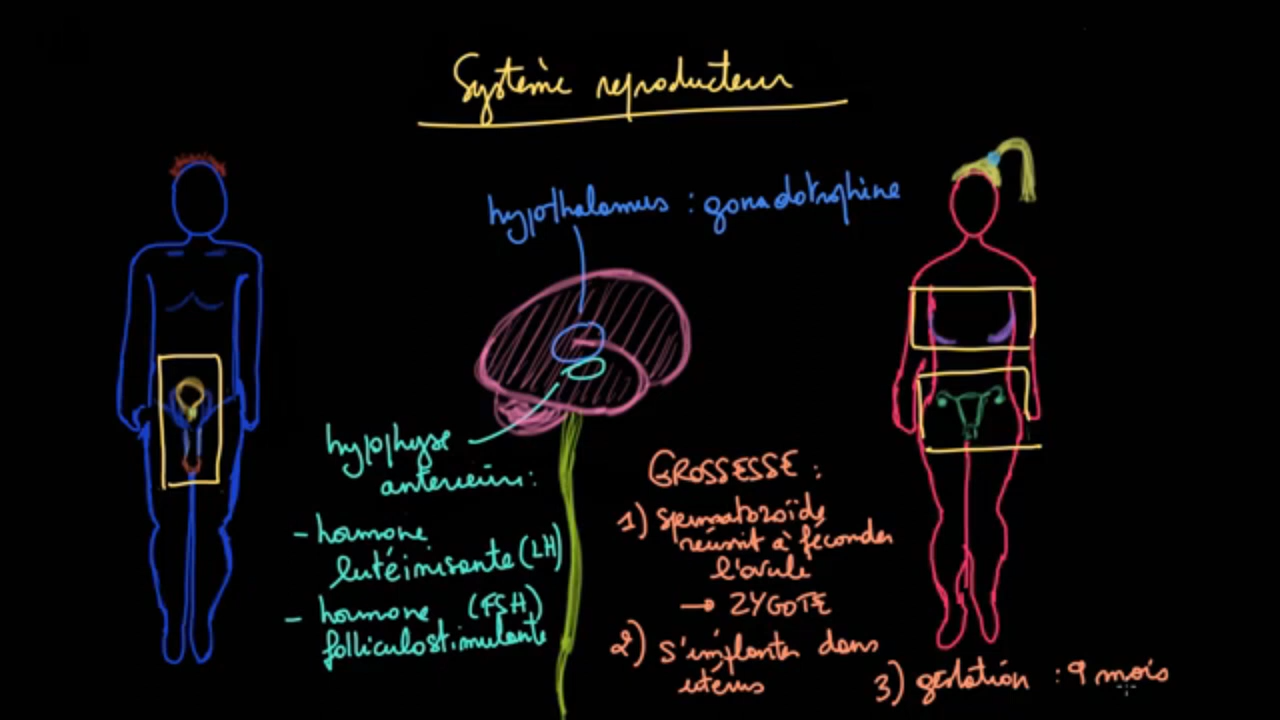 Système reproducteur
hypothalamus : gonadotrophine
hypophyse
anterieur :
- hormone
lutéinisante (LH)
- hormone (FSH)
folliculostimulante
GROSSESSE :
1) spermatozoïde
réussit à féconder
l'ovule
→ ZYGOTE
2) s'implanter dans
utérus
3) gestation : 9 mois